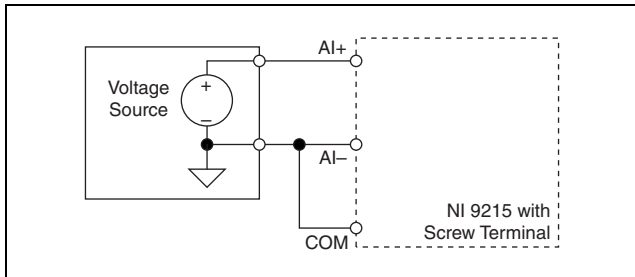 AI+
Voltage
Source
+
–
AI–
NI 9215 with
Screw Terminal
COM